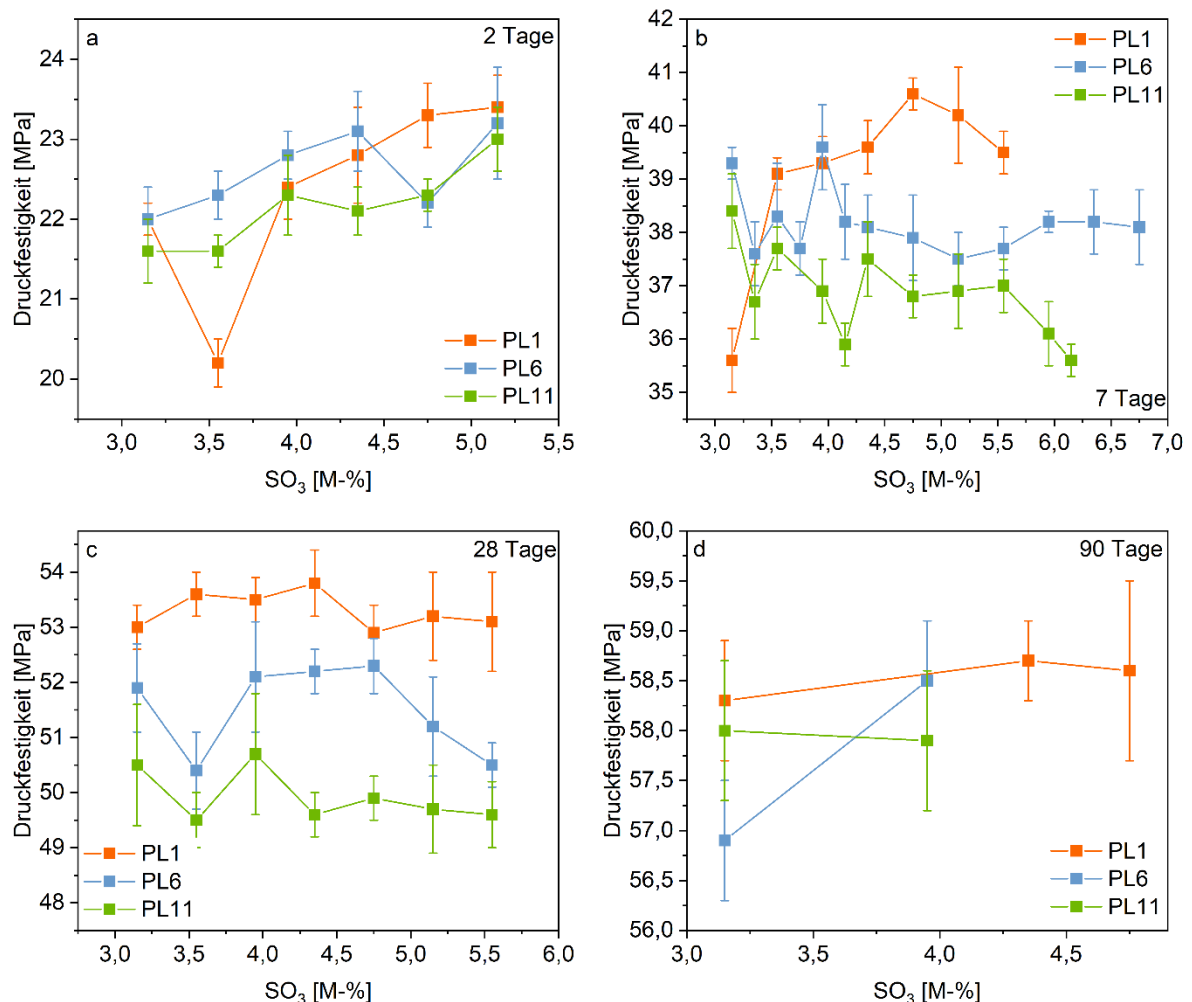 a
2 Tage
24
23
22
21
20
Druckfestigkeit [MPa]
PL1
PL6
PL11
3,0 3,5 4,0 4,5 5,0 5,5
SO₃ [M-%]
b
PL1
PL6
PL11
42
41
40
39
38
37
36
35
Druckfestigkeit [MPa]
7 Tage
3,0 3,5 4,0 4,5 5,0 5,5 6,0 6,5 7,0
SO₃ [M-%]
c
28 Tage
54
53
52
51
50
49
48
Druckfestigkeit [MPa]
PL1
PL6
PL11
3,0 3,5 4,0 4,5 5,0 5,5 6,0
SO₃ [M-%]
d
90 Tage
60,0
59,5
59,0
58,5
58,0
57,5
57,0
56,5
56,0
Druckfestigkeit [MPa]
PL1
PL6
PL11
3,0 3,5 4,0 4,5
SO₃ [M-%]